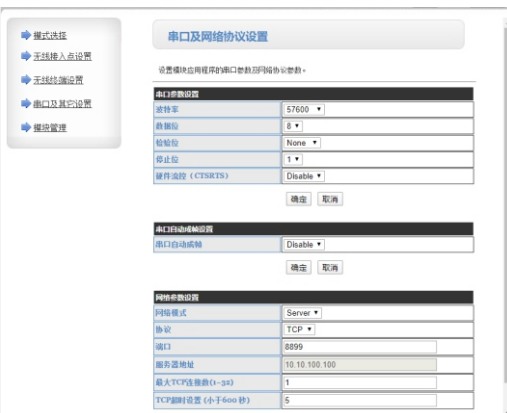 模式选择
无线接入点设置
无线终端设置
串口及其它设置
模块管理
串口及网络协议设置
设置模块应用程序的串口参数及网络协议参数。
串口参数设置
波特率 57600
数据位 8
检验位 None
停止位 1
硬件流控（CTSRTS） Disable
确定 取消
串口自动成帧设置
串口自动成帧 Disable
确定 取消
网络参数设置
网络模式 Server
协议 TCP
端口 8899
服务器地址 10.10.100.100
最大TCP连接数(1-32) 1
TCP超时设置 (小于600 秒) 5